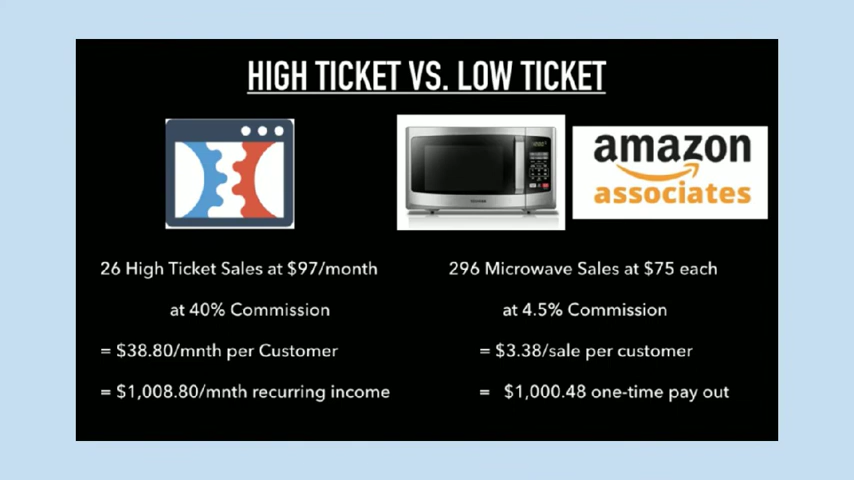 HIGH TICKET VS. LOW TICKET
amazon
associates
26 High Ticket Sales at $97/month
at 40% Commission
= $38.80/mnth per Customer
= $1,008.80/mnth recurring income
296 Microwave Sales at $75 each
at 4.5% Commission
= $3.38/sale per customer
= $1,000.48 one-time pay out